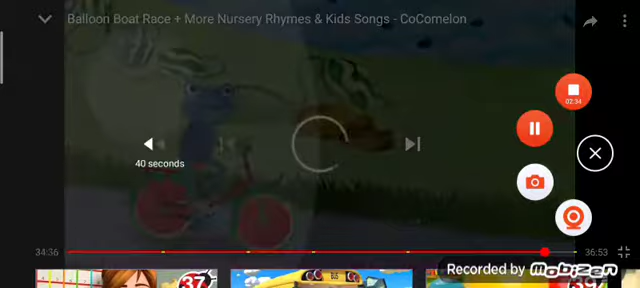 Balloon Boat Race + More Nursery Rhymes & Kids Songs - CoComelon
02:34
40 seconds
34:36
36:53
37
39
Recorded by mobizen